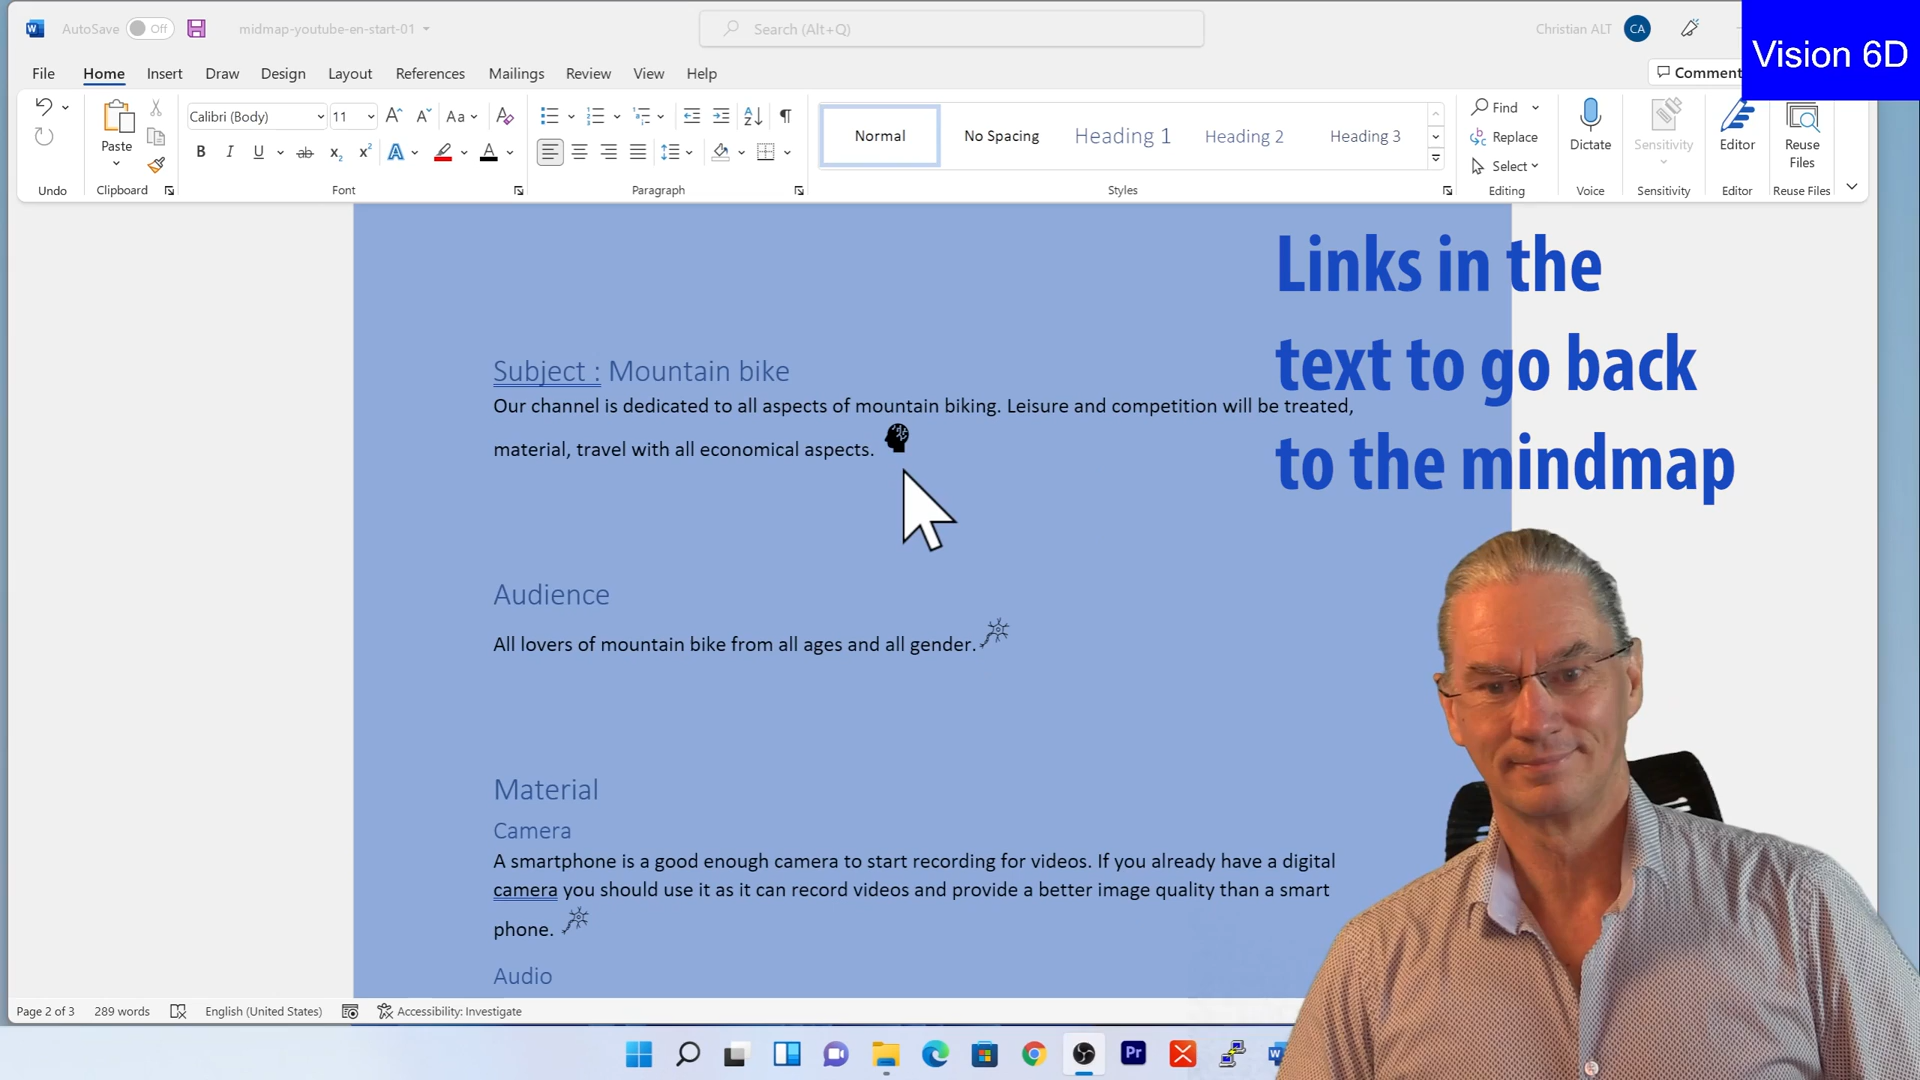 AutoSave Off midmap-youtube-en-start-01 Search (Alt+Q) Christian ALT CA
Vision 6D
File Home Insert Draw Design Layout References Mailings Review View Help Comment
Calibri (Body) 11 Aa
Paste
Normal No Spacing Heading 1 Heading 2 Heading 3
Find
Replace
Select
Dictate Sensitivity Editor Reuse
Files
Undo Clipboard Font Paragraph Styles Editing Voice Sensitivity Editor Reuse Files
Links in the
text to go back
to the mindmap
Subject : Mountain bike
Our channel is dedicated to all aspects of mountain biking. Leisure and competition will be treated,
material, travel with all economical aspects.
Audience
All lovers of mountain bike from all ages and all gender.
Material
Camera
A smartphone is a good enough camera to start recording for videos. If you already have a digital
camera you should use it as it can record videos and provide a better image quality than a smart
phone.
Audio
Page 2 of 3 289 words English (United States) Accessibility: Investigate
Pr